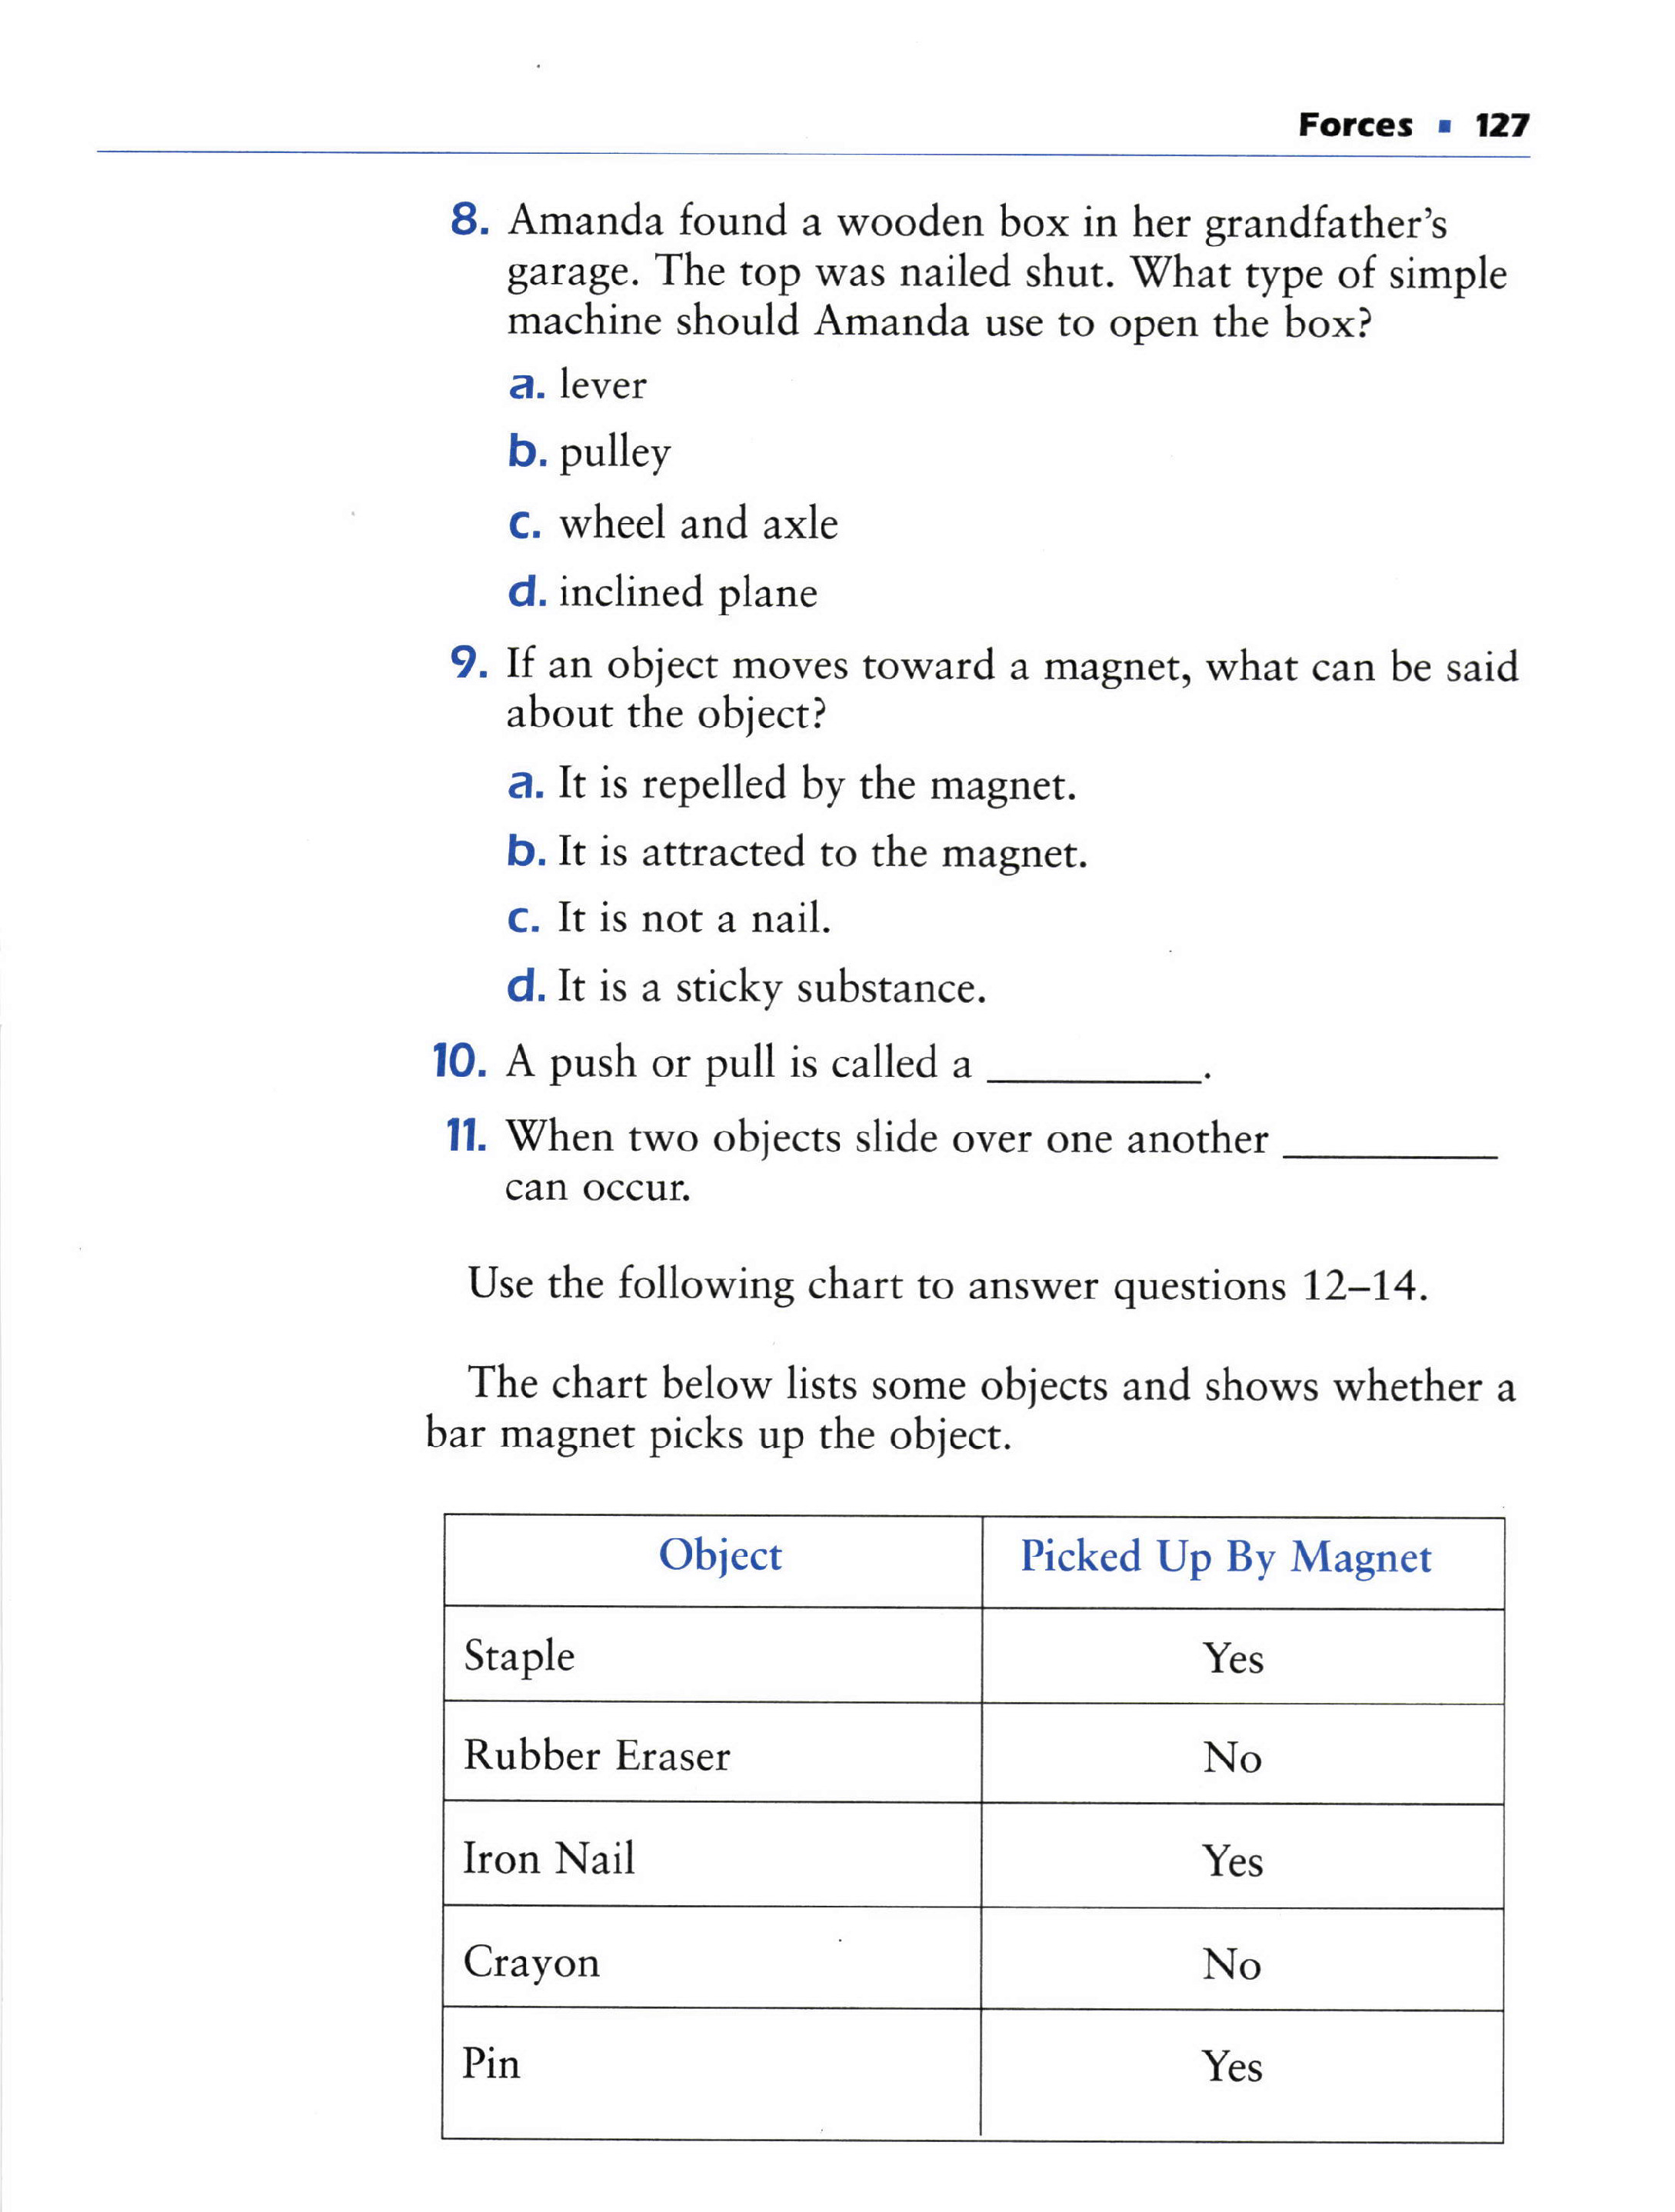 Forces ▪ 127
8. Amanda found a wooden box in her grandfather's
garage. The top was nailed shut. What type of simple
machine should Amanda use to open the box?
a. lever
b. pulley
c. wheel and axle
d. inclined plane
9. If an object moves toward a magnet, what can be said
about the object?
a. It is repelled by the magnet.
b. It is attracted to the magnet.
c. It is not a nail.
d. It is a sticky substance.
10. A push or pull is called a __________.
11. When two objects slide over one another __________
can occur.
Use the following chart to answer questions 12–14.
The chart below lists some objects and shows whether a
bar magnet picks up the object.
Object Picked Up By Magnet
Staple Yes
Rubber Eraser No
Iron Nail Yes
Crayon No
Pin Yes